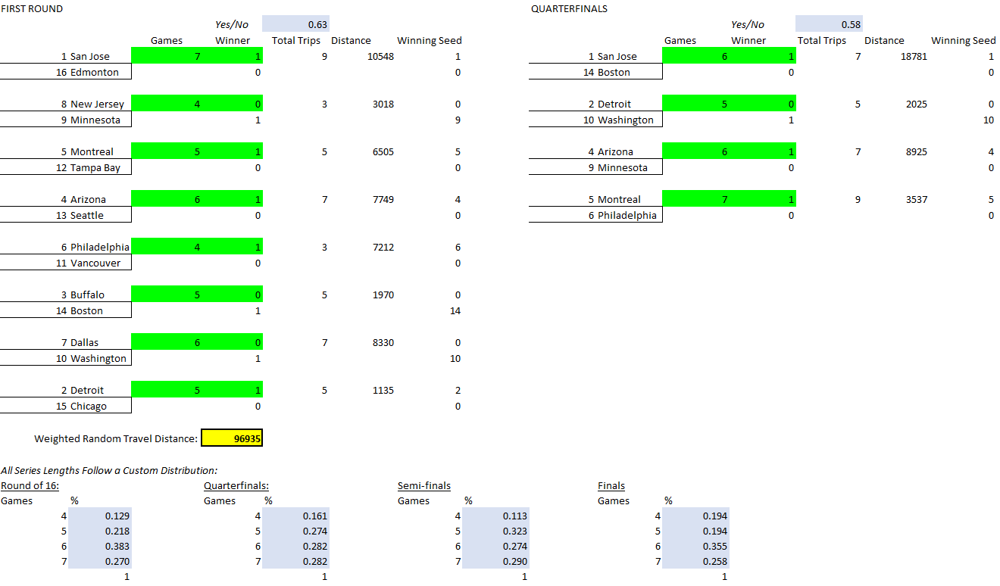 FIRST ROUND QUARTERFINALS
Yes/No 0.63 Yes/No 0.58
Games Winner Total Trips Distance Winning Seed Games Winner Total Trips Distance Winning Seed
1 San Jose 7 1 9 10548 1 1 San Jose 6 1 7 18781 1
16 Edmonton 0 0 14 Boston 0 0
8 New Jersey 4 0 3 3018 0 2 Detroit 5 0 5 2025 0
9 Minnesota 1 9 10 Washington 1 10
5 Montreal 5 1 5 6505 5 4 Arizona 6 1 7 8925 4
12 Tampa Bay 0 0 9 Minnesota 0 0
4 Arizona 6 1 7 7749 4 5 Montreal 7 1 9 3537 5
13 Seattle 0 0 6 Philadelphia 0 0
6 Philadelphia 4 1 3 7212 6
11 Vancouver 0 0
3 Buffalo 5 0 5 1970 0
14 Boston 1 14
7 Dallas 6 0 7 8330 0
10 Washington 1 10
2 Detroit 5 1 5 1135 2
15 Chicago 0 0
Weighted Random Travel Distance: 96935
All Series Lengths Follow a Custom Distribution:
Round of 16: Quarterfinals: Semi-finals Finals
Games % Games % Games % Games %
4 0.129 4 0.161 4 0.113 4 0.194
5 0.218 5 0.274 5 0.323 5 0.194
6 0.383 6 0.282 6 0.274 6 0.355
7 0.270 7 0.282 7 0.290 7 0.258
1 1 1 1